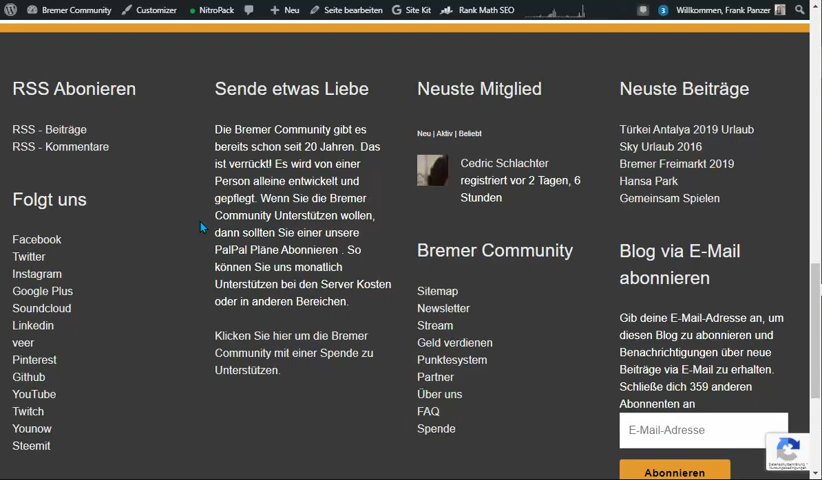 Bremer Community
Customizer
NitroPack
Neu
Seite bearbeiten
Site Kit
Rank Math SEO
3
Willkommen, Frank Panzer
RSS Abonieren
RSS - Beiträge
RSS - Kommentare
Folgt uns
Facebook
Twitter
Instagram
Google Plus
Soundcloud
Linkedin
veer
Pinterest
Github
YouTube
Twitch
Younow
Steemit
Sende etwas Liebe
Die Bremer Community gibt es
bereits schon seit 20 Jahren. Das
ist verrückt! Es wird von einer
Person alleine entwickelt und
gepflegt. Wenn Sie die Bremer
Community Unterstützen wollen,
dann sollten Sie einer unsere
PalPal Pläne Abonnieren . So
können Sie uns monatlich
Unterstützen bei den Server Kosten
oder in anderen Bereichen.
Klicken Sie hier um die Bremer
Community mit einer Spende zu
Unterstützen.
Neuste Mitglied
Neu | Aktiv | Beliebt
Cedric Schlachter
registriert vor 2 Tagen, 6
Stunden
Bremer Community
Sitemap
Newsletter
Stream
Geld verdienen
Punktesystem
Partner
Über uns
FAQ
Spende
Neuste Beiträge
Türkei Antalya 2019 Urlaub
Sky Urlaub 2016
Bremer Freimarkt 2019
Hansa Park
Gemeinsam Spielen
Blog via E-Mail
abonnieren
Gib deine E-Mail-Adresse an, um
diesen Blog zu abonnieren und
Benachrichtigungen über neue
Beiträge via E-Mail zu erhalten.
Schließe dich 359 anderen
Abonnenten an
E-Mail-Adresse
Abonnieren